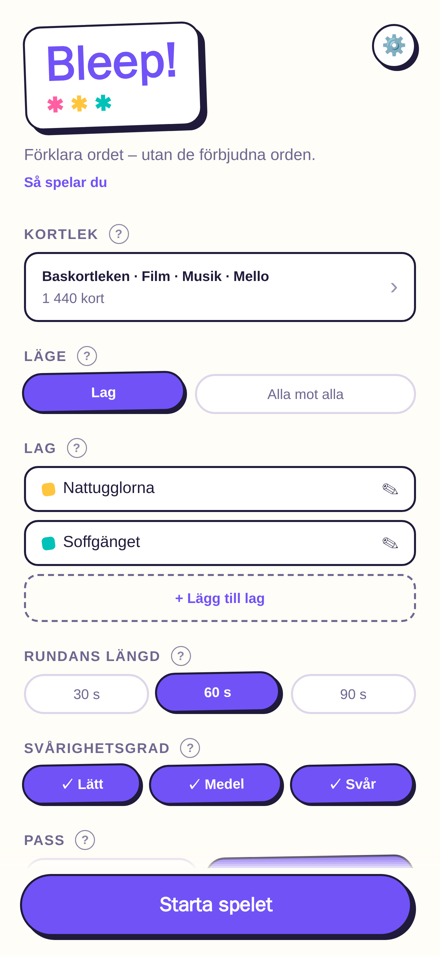 Bleep!
✱ ✱ ✱
Förklara ordet – utan de förbjudna orden.
Så spelar du
KORTLEK ?
Baskortleken · Film · Musik · Mello
1 440 kort
LÄGE ?
Lag
Alla mot alla
LAG ?
Nattugglorna
Soffgänget
+ Lägg till lag
RUNDANS LÄNGD ?
30 s
60 s
90 s
SVÅRIGHETSGRAD ?
✓ Lätt
✓ Medel
✓ Svår
PASS ?
Starta spelet